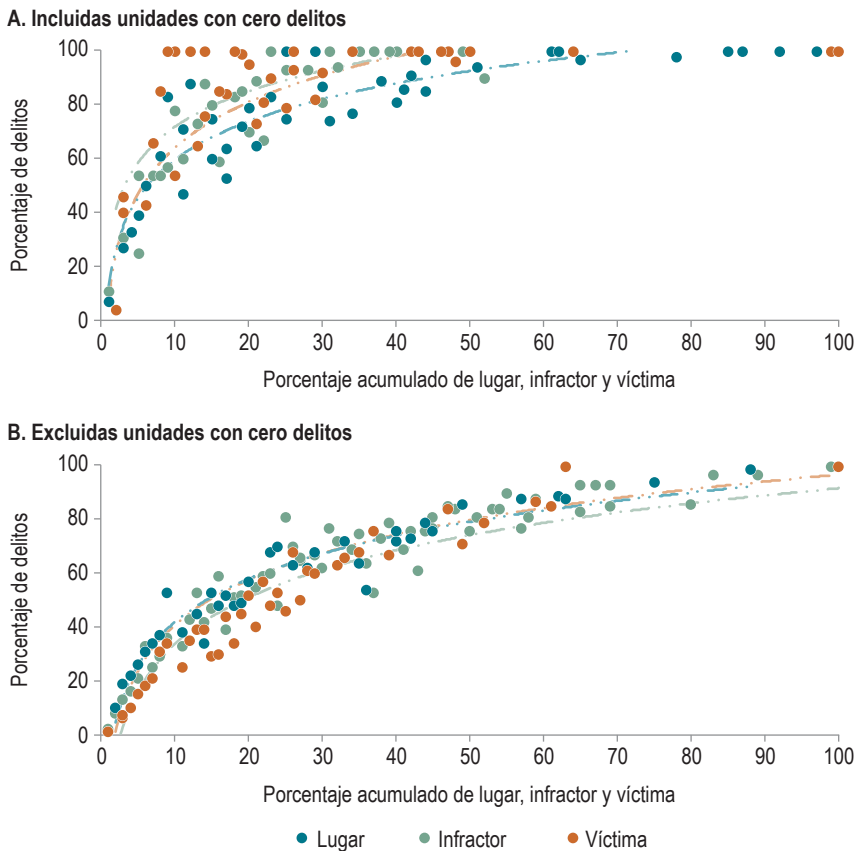 A. Incluidas unidades con cero delitos
100
80
60
40
20
0
Porcentaje de delitos
0 10 20 30 40 50 60 70 80 90 100
Porcentaje acumulado de lugar, infractor y víctima
B. Excluidas unidades con cero delitos
100
80
60
40
20
0
Porcentaje de delitos
0 10 20 30 40 50 60 70 80 90 100
Porcentaje acumulado de lugar, infractor y víctima
Lugar Infractor Víctima